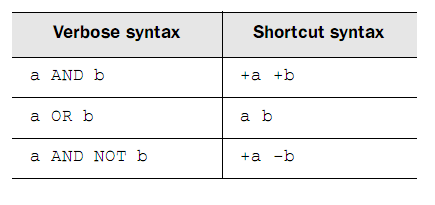 Verbose syntax Shortcut syntax
a AND b +a +b
a OR b a b
a AND NOT b +a –b